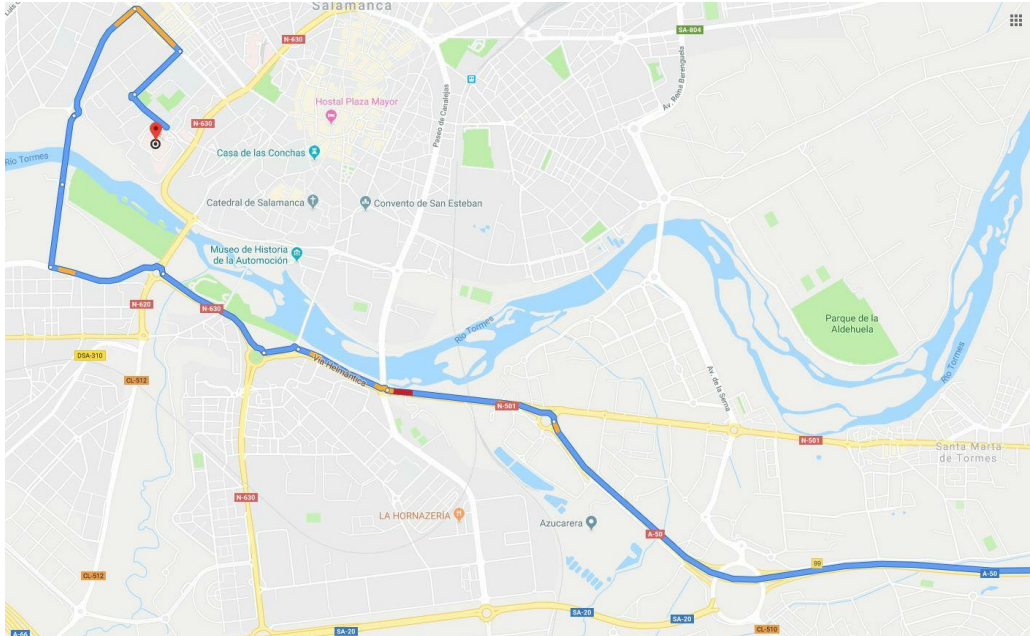 Salamanca
SA-804
N-630
Hostal Plaza Mayor
Paseo de Canalejas
Av. Reina Berenguela
N-630
Casa de las Conchas
Río Tormes
Catedral de Salamanca
Convento de San Esteban
Museo de Historia
de la Automoción
N-620
N-630
Río Tormes
Parque de la
Aldehuela
Río Tormes
DSA-310
Vía Helmántica
CL-512
Av. de la Serna
N-501
N-501
Santa Marta
de Tormes
N-630
LA HORNAZERÍA
Azucarera
A-50
99
CL-512
A-50
SA-20
SA-20
SA-20
CL-510
A-66